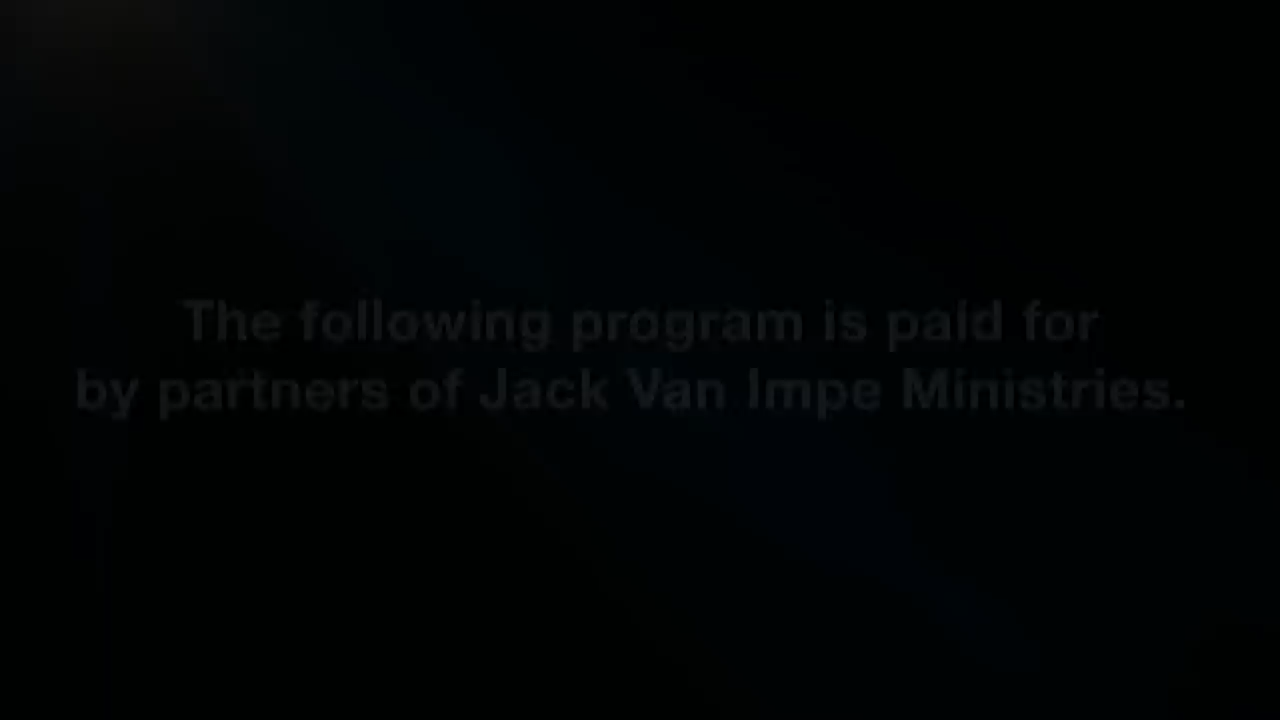 The following program is paid for
by partners of Jack Van Impe Ministries.